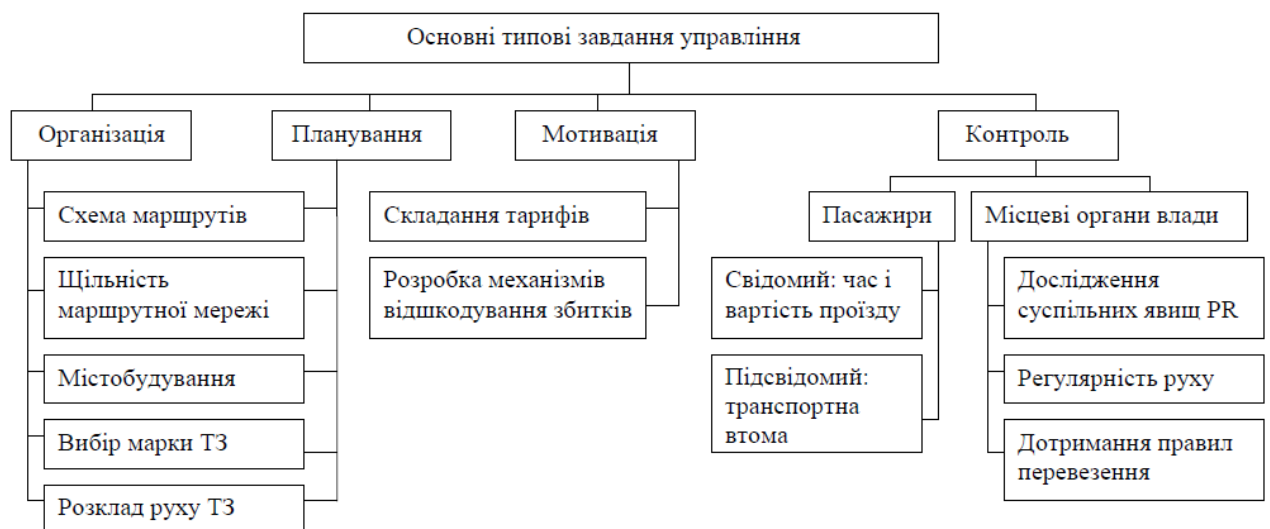 Основні типові завдання управління
Організація
Планування
Мотивація
Контроль
Схема маршрутів
Щільність
маршрутної мережі
Містобудування
Вибір марки ТЗ
Розклад руху ТЗ
Складання тарифів
Розробка механізмів
відшкодування збитків
Пасажири
Свідомий: час і
вартість проїзду
Підсвідомий:
транспортна
втома
Місцеві органи влади
Дослідження
суспільних явищ PR
Регулярність руху
Дотримання правил
перевезення